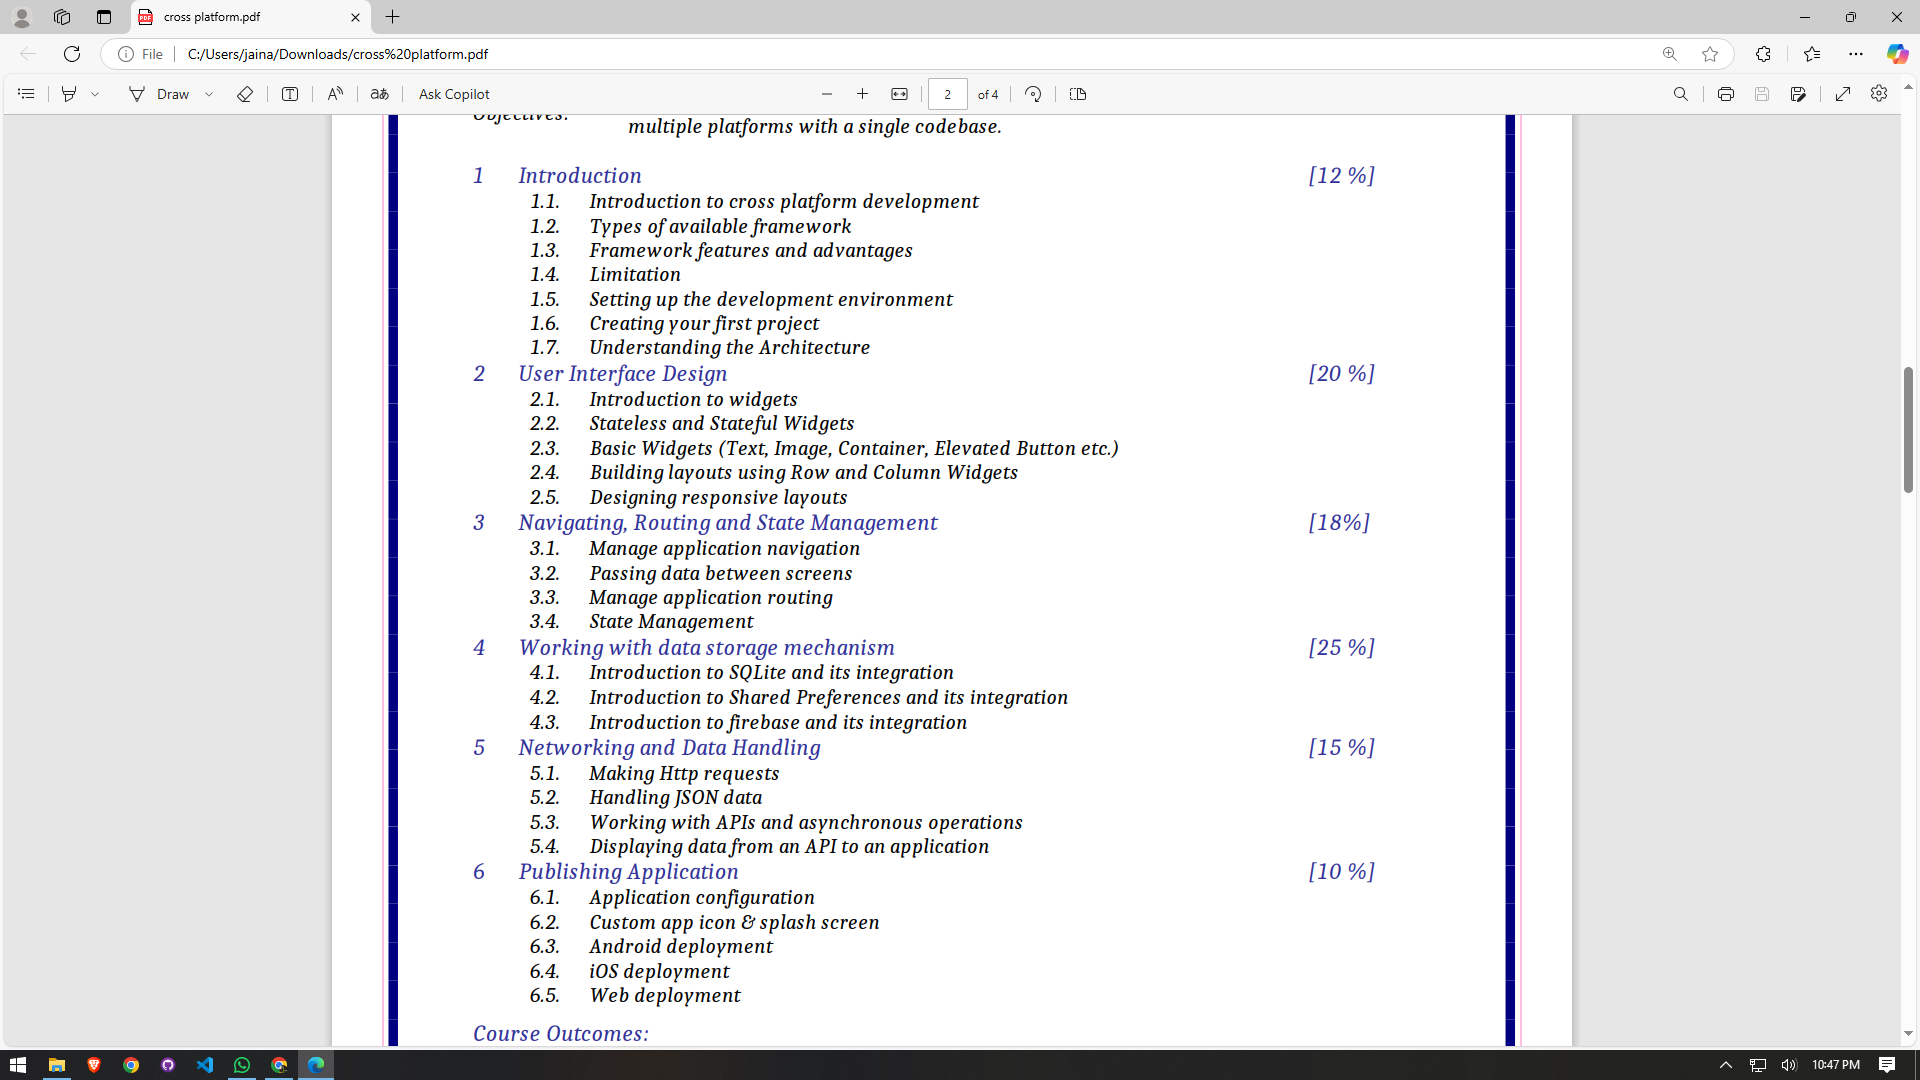 cross platform.pdf
File
C:/Users/jaina/Downloads/cross%20platform.pdf
Draw
Ask Copilot
2 of 4
Objectives:
multiple platforms with a single codebase.
1 Introduction [12 %]
1.1. Introduction to cross platform development
1.2. Types of available framework
1.3. Framework features and advantages
1.4. Limitation
1.5. Setting up the development environment
1.6. Creating your first project
1.7. Understanding the Architecture
2 User Interface Design [20 %]
2.1. Introduction to widgets
2.2. Stateless and Stateful Widgets
2.3. Basic Widgets (Text, Image, Container, Elevated Button etc.)
2.4. Building layouts using Row and Column Widgets
2.5. Designing responsive layouts
3 Navigating, Routing and State Management [18%]
3.1. Manage application navigation
3.2. Passing data between screens
3.3. Manage application routing
3.4. State Management
4 Working with data storage mechanism [25 %]
4.1. Introduction to SQLite and its integration
4.2. Introduction to Shared Preferences and its integration
4.3. Introduction to firebase and its integration
5 Networking and Data Handling [15 %]
5.1. Making Http requests
5.2. Handling JSON data
5.3. Working with APIs and asynchronous operations
5.4. Displaying data from an API to an application
6 Publishing Application [10 %]
6.1. Application configuration
6.2. Custom app icon & splash screen
6.3. Android deployment
6.4. iOS deployment
6.5. Web deployment
Course Outcomes:
10:47 PM